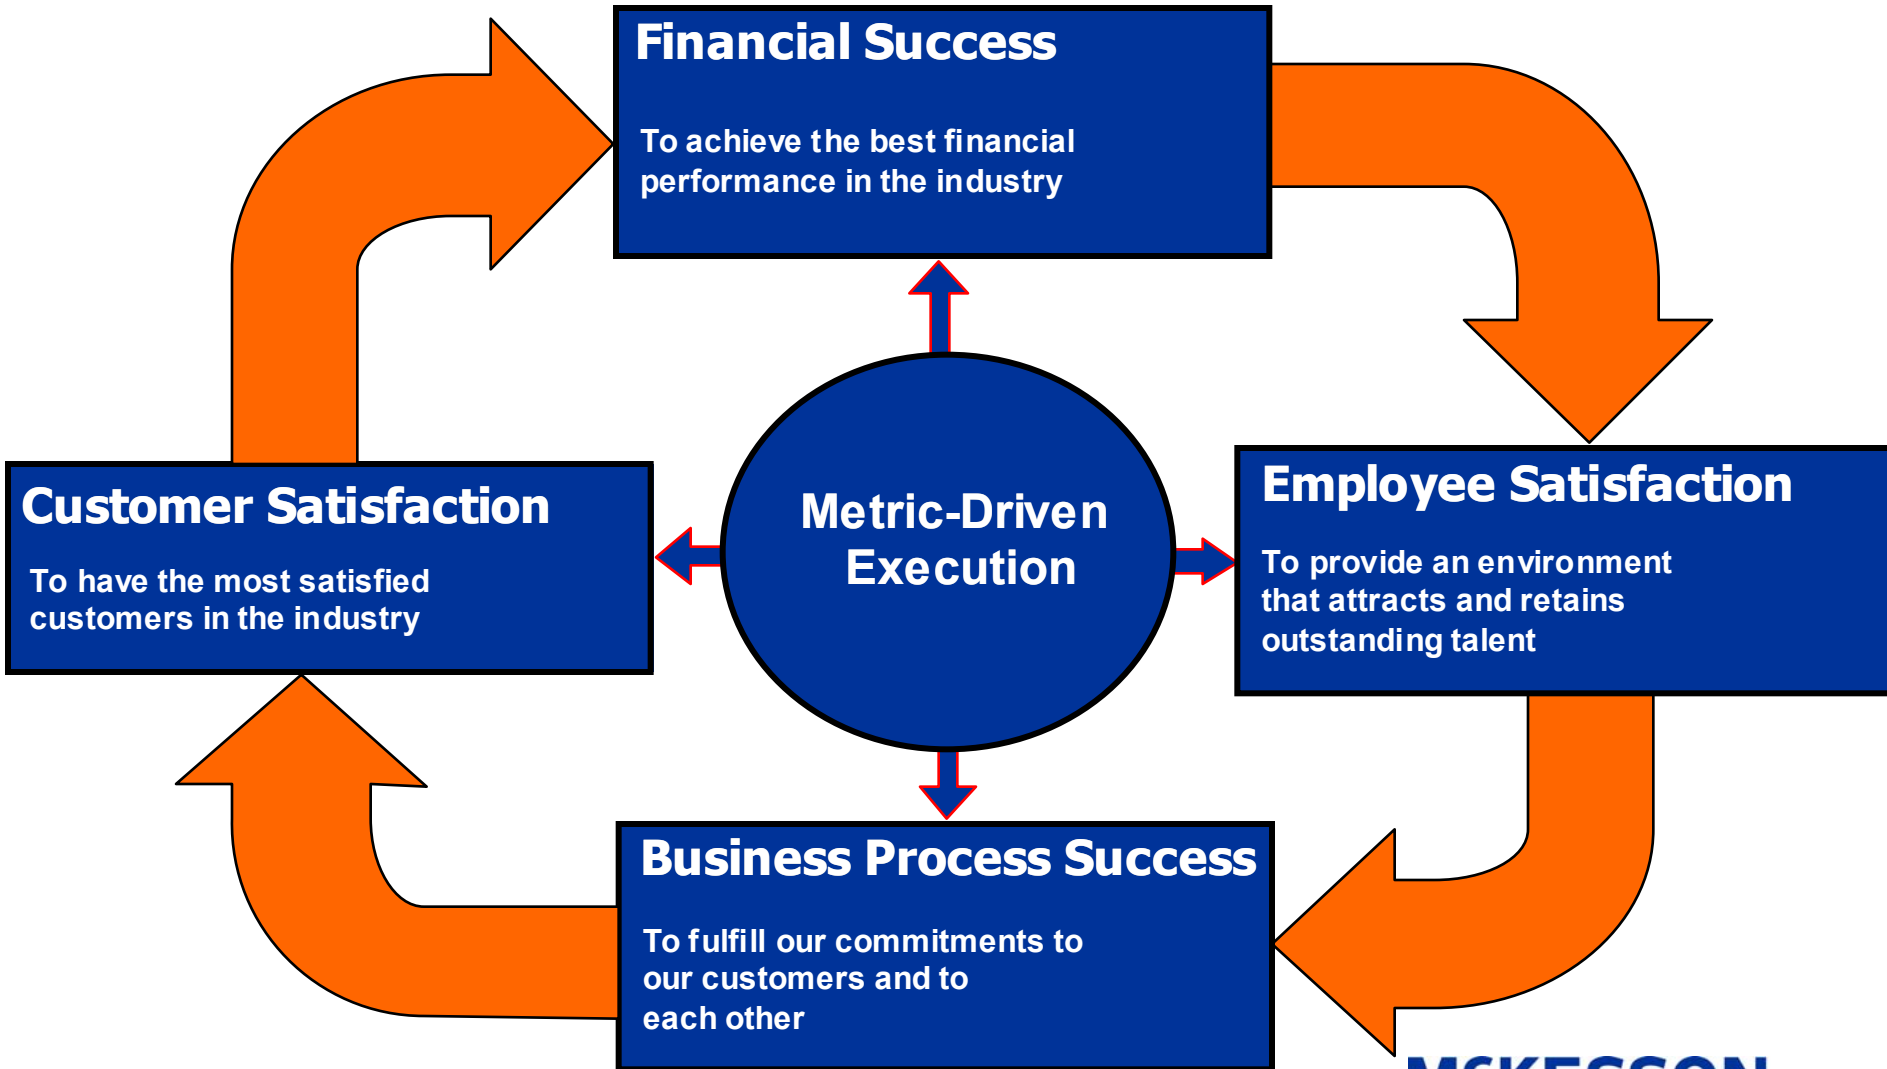 Financial Success
To achieve the best financial
performance in the industry
Customer Satisfaction
To have the most satisfied
customers in the industry
Metric-Driven
Execution
Employee Satisfaction
To provide an environment
that attracts and retains
outstanding talent
Business Process Success
To fulfill our commitments to
our customers and to
each other
MCKESSON